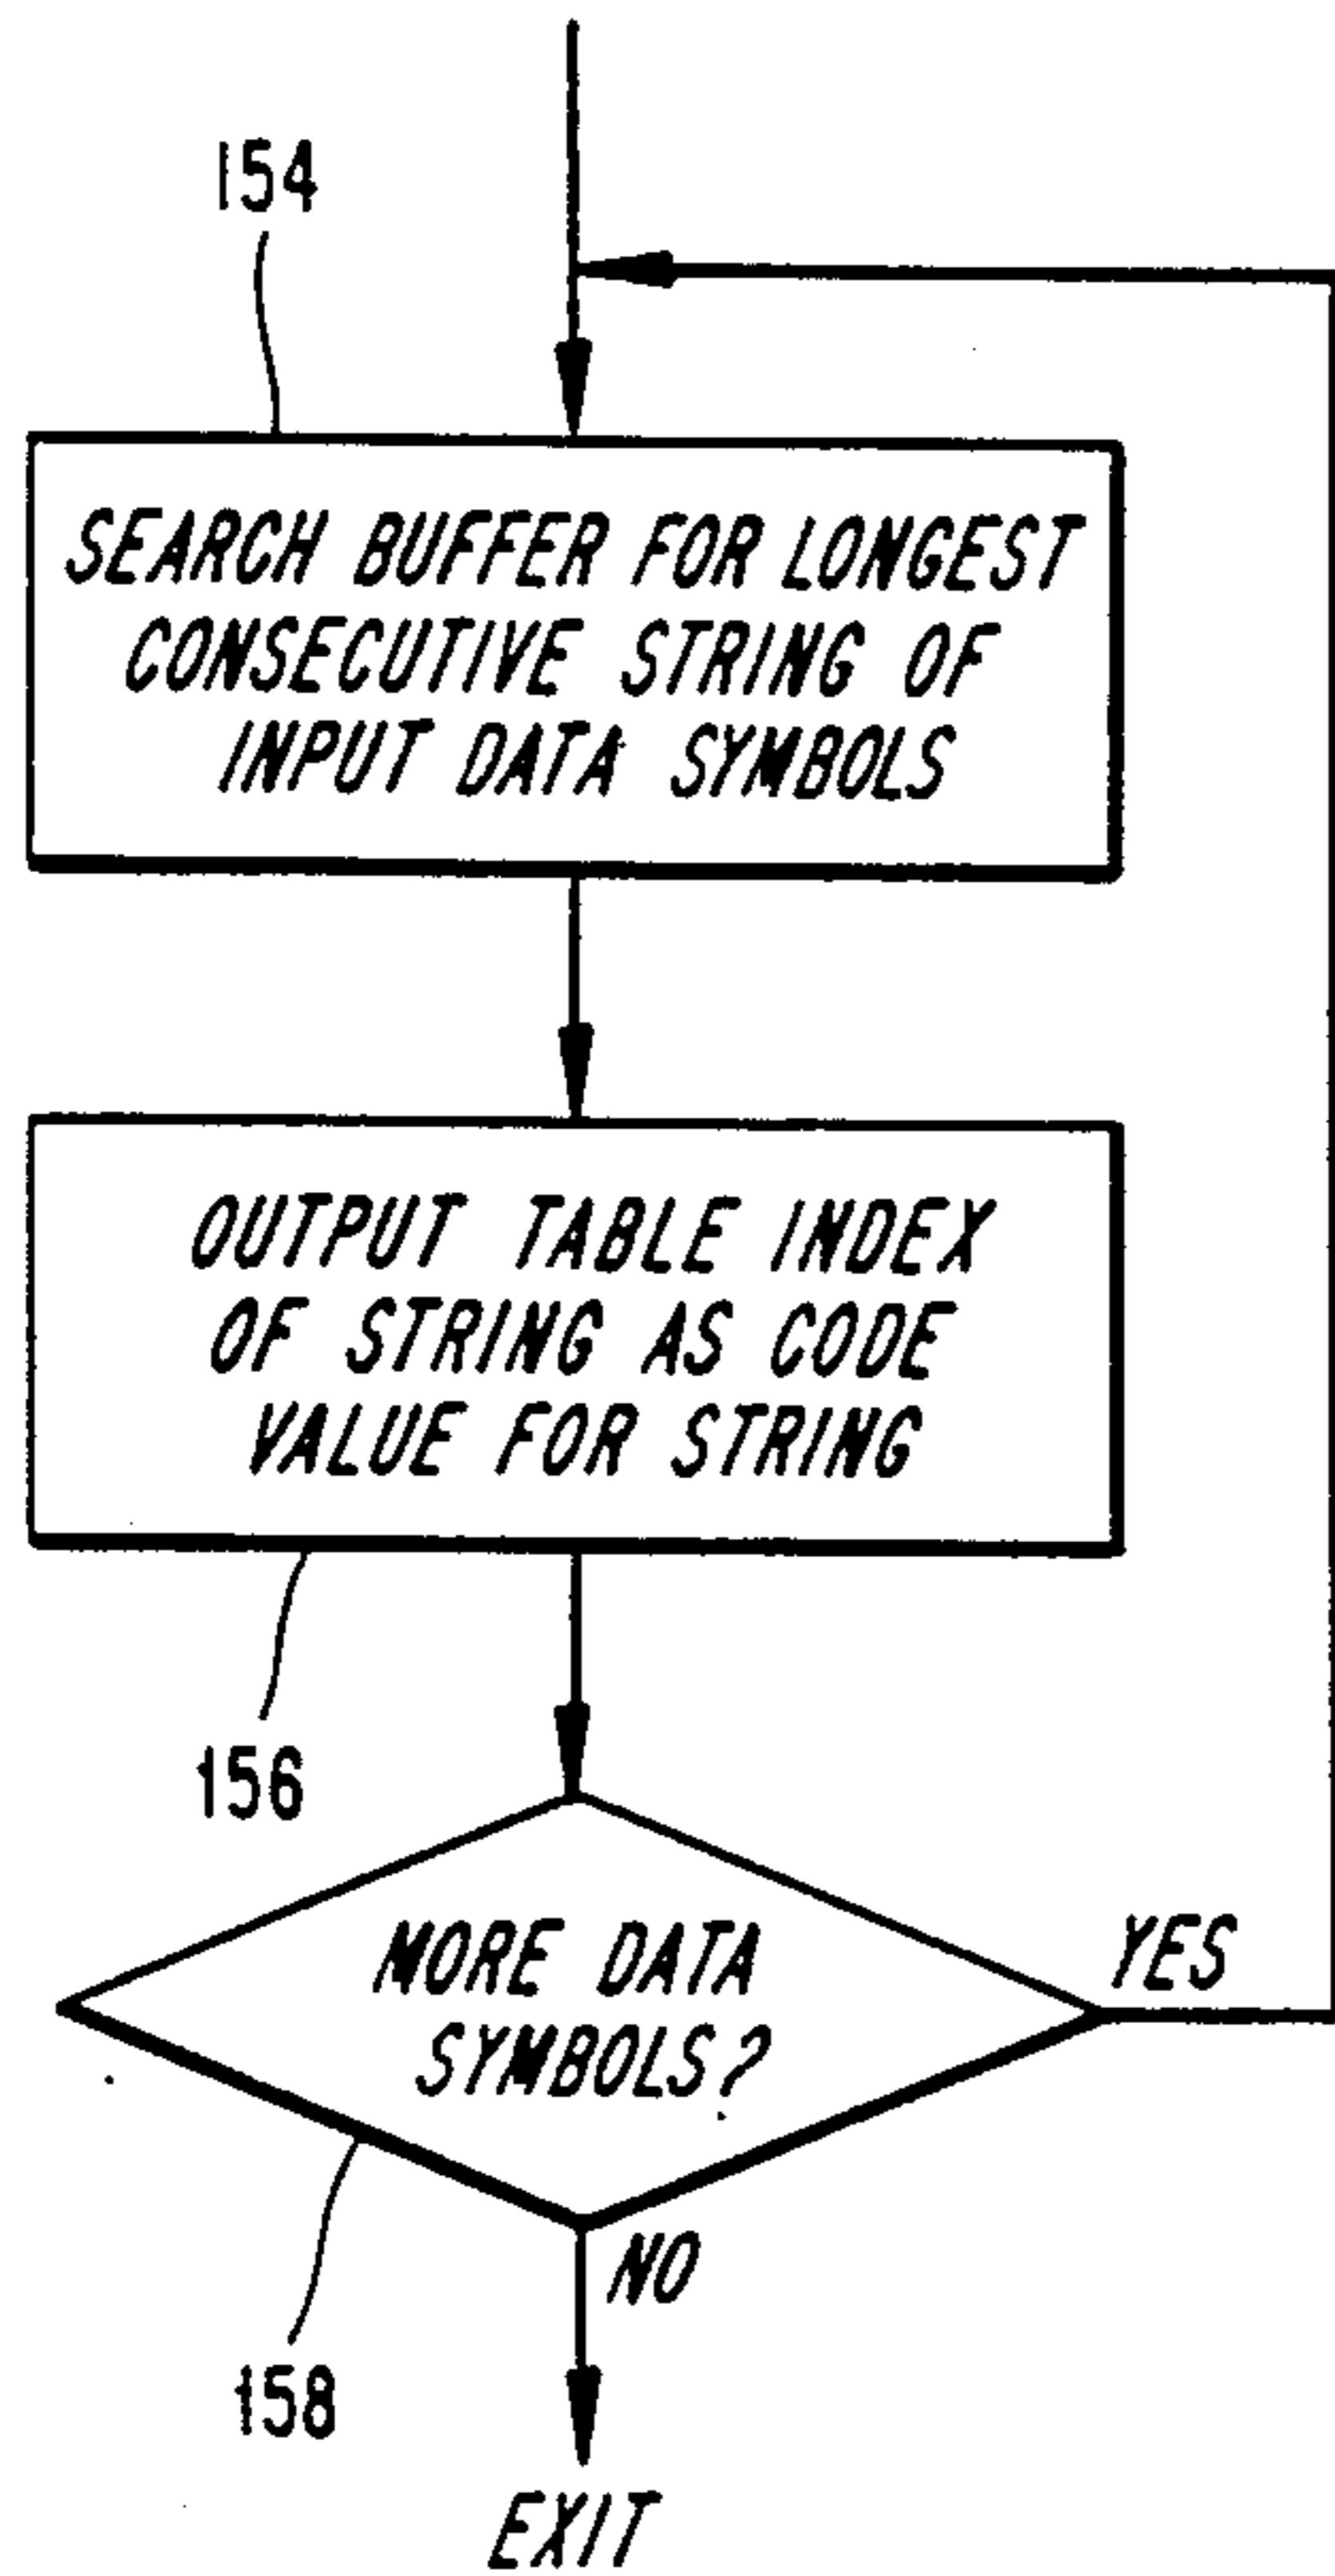 154
SEARCH BUFFER FOR LONGEST
CONSECUTIVE STRING OF
INPUT DATA SYMBOLS
OUTPUT TABLE INDEX
OF STRING AS CODE
VALUE FOR STRING
156
MORE DATA
SYMBOLS?
YES
NO
158
EXIT